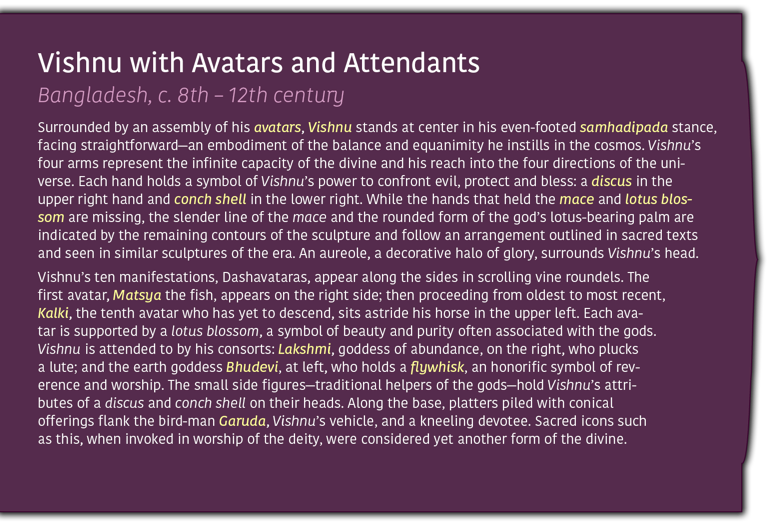 Vishnu with Avatars and Attendants
Bangladesh, c. 8th – 12th century
Surrounded by an assembly of his avatars, Vishnu stands at center in his even-footed samhadipada stance,
facing straightforward—an embodiment of the balance and equanimity he instills in the cosmos. Vishnu’s
four arms represent the infinite capacity of the divine and his reach into the four directions of the uni-
verse. Each hand holds a symbol of Vishnu’s power to confront evil, protect and bless: a discus in the
upper right hand and conch shell in the lower right. While the hands that held the mace and lotus blos-
som are missing, the slender line of the mace and the rounded form of the god’s lotus-bearing palm are
indicated by the remaining contours of the sculpture and follow an arrangement outlined in sacred texts
and seen in similar sculptures of the era. An aureole, a decorative halo of glory, surrounds Vishnu’s head.
Vishnu’s ten manifestations, Dashavataras, appear along the sides in scrolling vine roundels. The
first avatar, Matsya the fish, appears on the right side; then proceeding from oldest to most recent,
Kalki, the tenth avatar who has yet to descend, sits astride his horse in the upper left. Each ava-
tar is supported by a lotus blossom, a symbol of beauty and purity often associated with the gods.
Vishnu is attended to by his consorts: Lakshmi, goddess of abundance, on the right, who plucks
a lute; and the earth goddess Bhudevi, at left, who holds a flywhisk, an honorific symbol of rev-
erence and worship. The small side figures—traditional helpers of the gods—hold Vishnu’s attri-
butes of a discus and conch shell on their heads. Along the base, platters piled with conical
offerings flank the bird-man Garuda, Vishnu’s vehicle, and a kneeling devotee. Sacred icons such
as this, when invoked in worship of the deity, were considered yet another form of the divine.